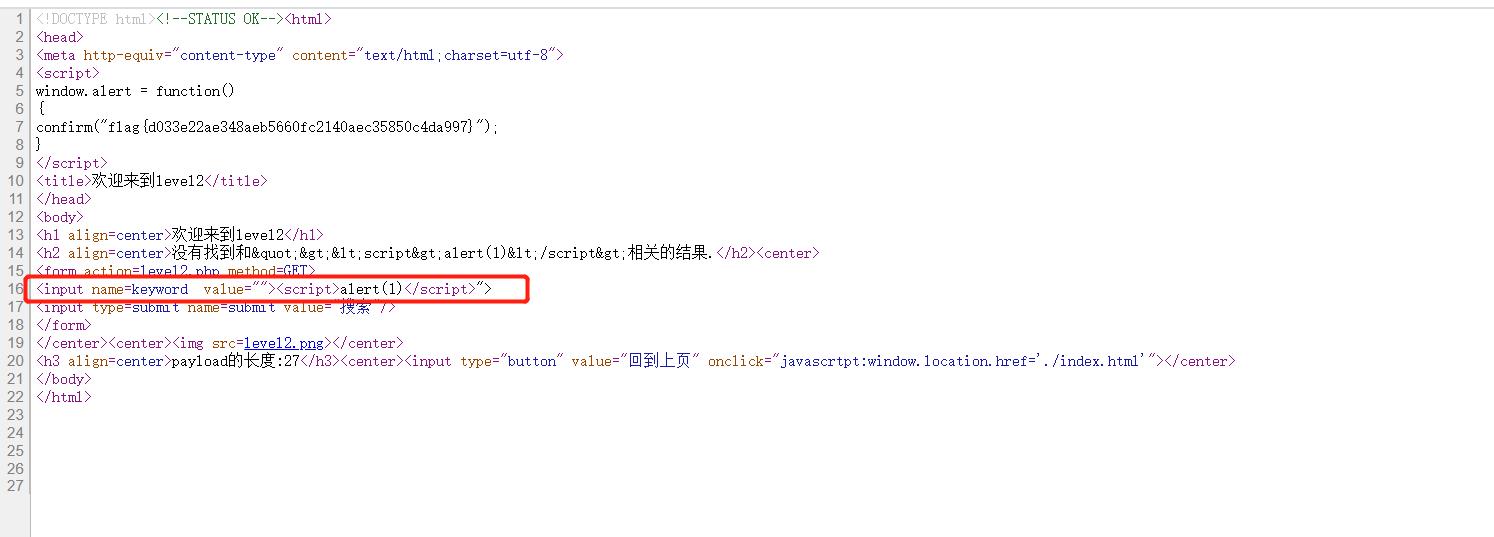 1 <!DOCTYPE html><!--STATUS OK--><html>
2 <head>
3 <meta http-equiv="content-type" content="text/html;charset=utf-8">
4 <script>
5 window.alert = function()
6 {
7 confirm("flag{d033e22ae348aeb5660fc2140aec35850c4da997}");
8 }
9 </script>
10 <title>欢迎来到level2</title>
11 </head>
12 <body>
13 <h1 align=center>欢迎来到level2</h1>
14 <h2 align=center>没有找到和&quot;&gt;&lt;script&gt;alert(1)&lt;/script&gt;相关的结果.</h2><center>
15 <form action=level2.php method=GET>
16 <input name=keyword  value=""><script>alert(1)</script>">
17 <input type=submit name=submit value="搜索"/>
18 </form>
19 </center><center><img src=level2.png></center>
20 <h3 align=center>payload的长度:27</h3><center><input type="button" value="回到上页" onclick="javascrtpt:window.location.href='./index.html'"></center>
21 </body>
22 </html>
23
24
25
26
27